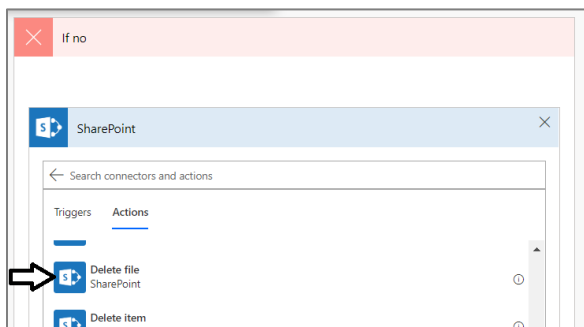 If no
SharePoint
Search connectors and actions
Triggers Actions
Delete file
SharePoint
Delete item